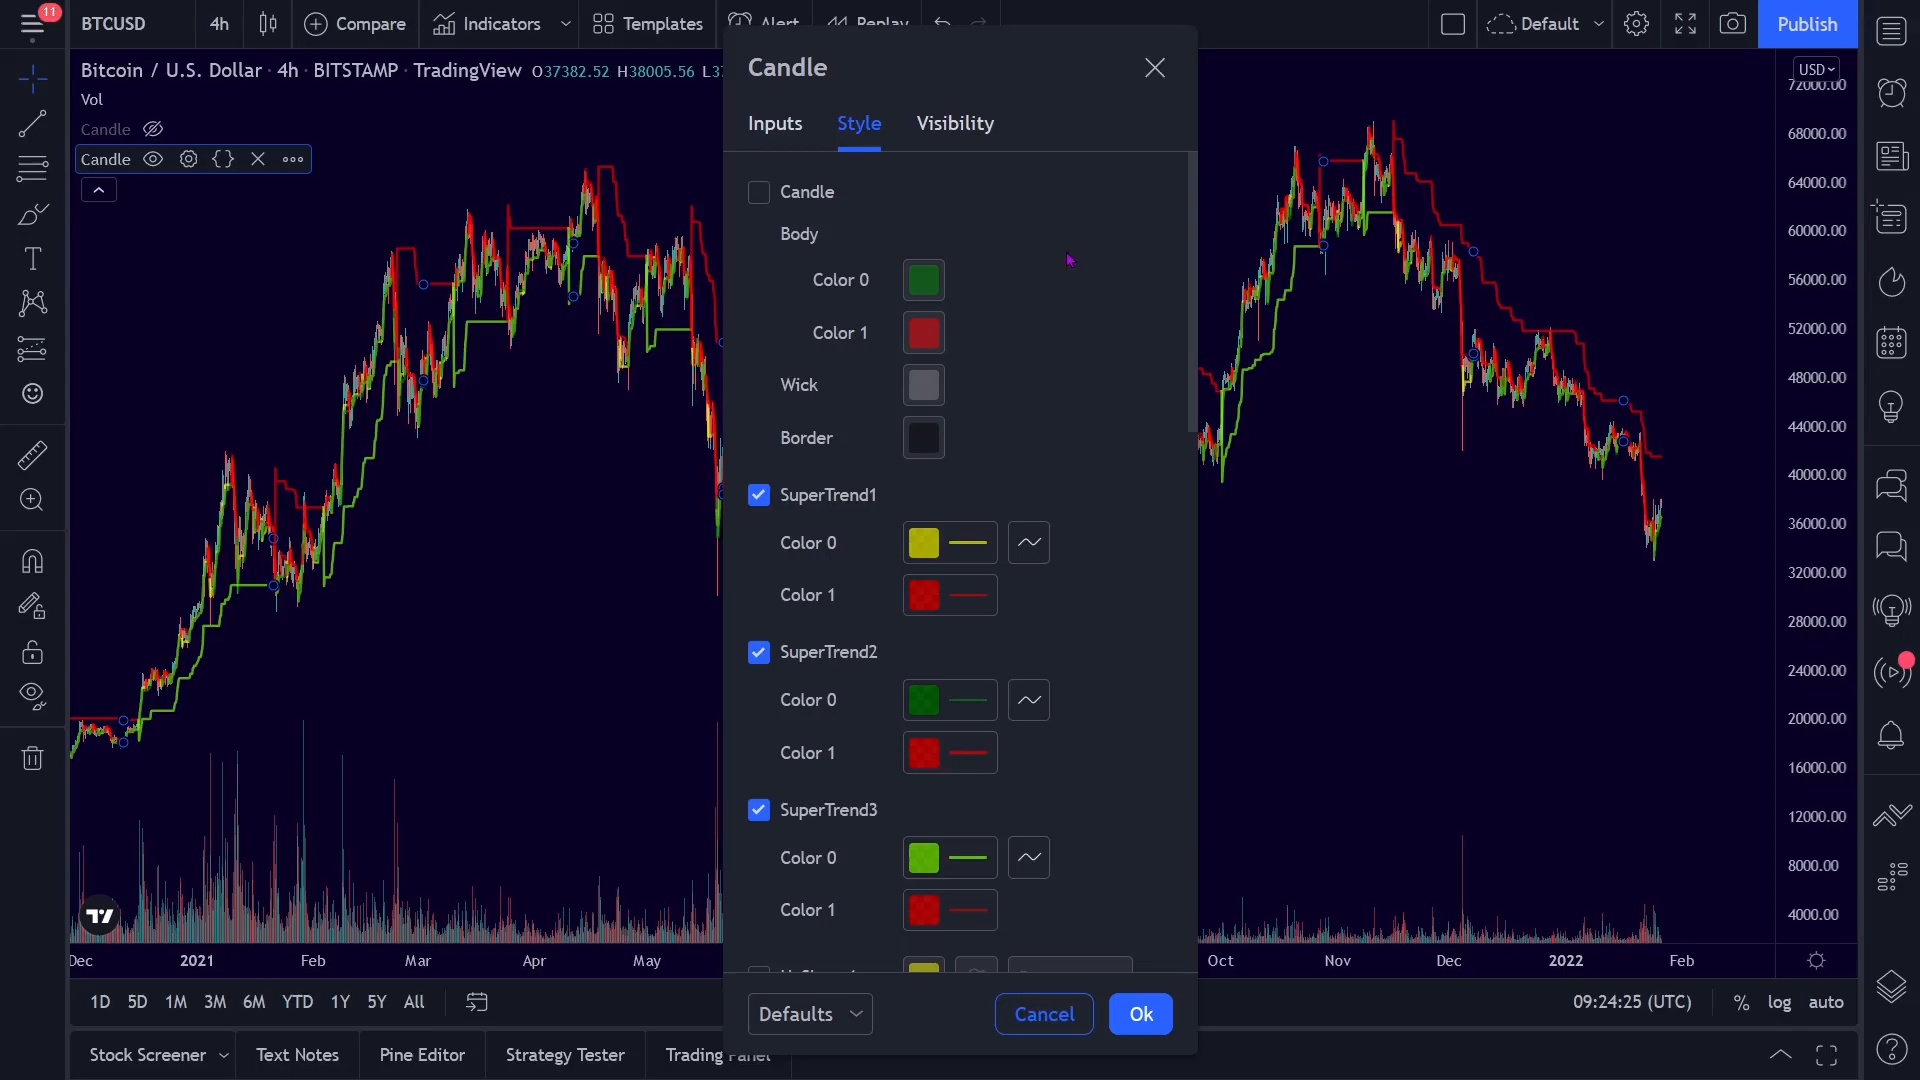 11
BTCUSD
4h
Compare
Indicators
Templates
Alert
Replay
Default
Publish
Bitcoin / U.S. Dollar · 4h · BITSTAMP · TradingView O37382.52 H38005.56 L3
Vol
Candle
Candle
Candle
Inputs
Style
Visibility
Candle
Body
Color 0
Color 1
Wick
Border
SuperTrend1
Color 0
Color 1
SuperTrend2
Color 0
Color 1
SuperTrend3
Color 0
Color 1
Defaults
Cancel
Ok
USD
72000.00
68000.00
64000.00
60000.00
56000.00
52000.00
48000.00
44000.00
40000.00
36000.00
32000.00
28000.00
24000.00
20000.00
16000.00
12000.00
8000.00
4000.00
Dec
2021
Feb
Mar
Apr
May
Oct
Nov
Dec
2022
Feb
1D 5D 1M 3M 6M YTD 1Y 5Y All
09:24:25 (UTC)
% log auto
Stock Screener
Text Notes
Pine Editor
Strategy Tester
Trading Panel